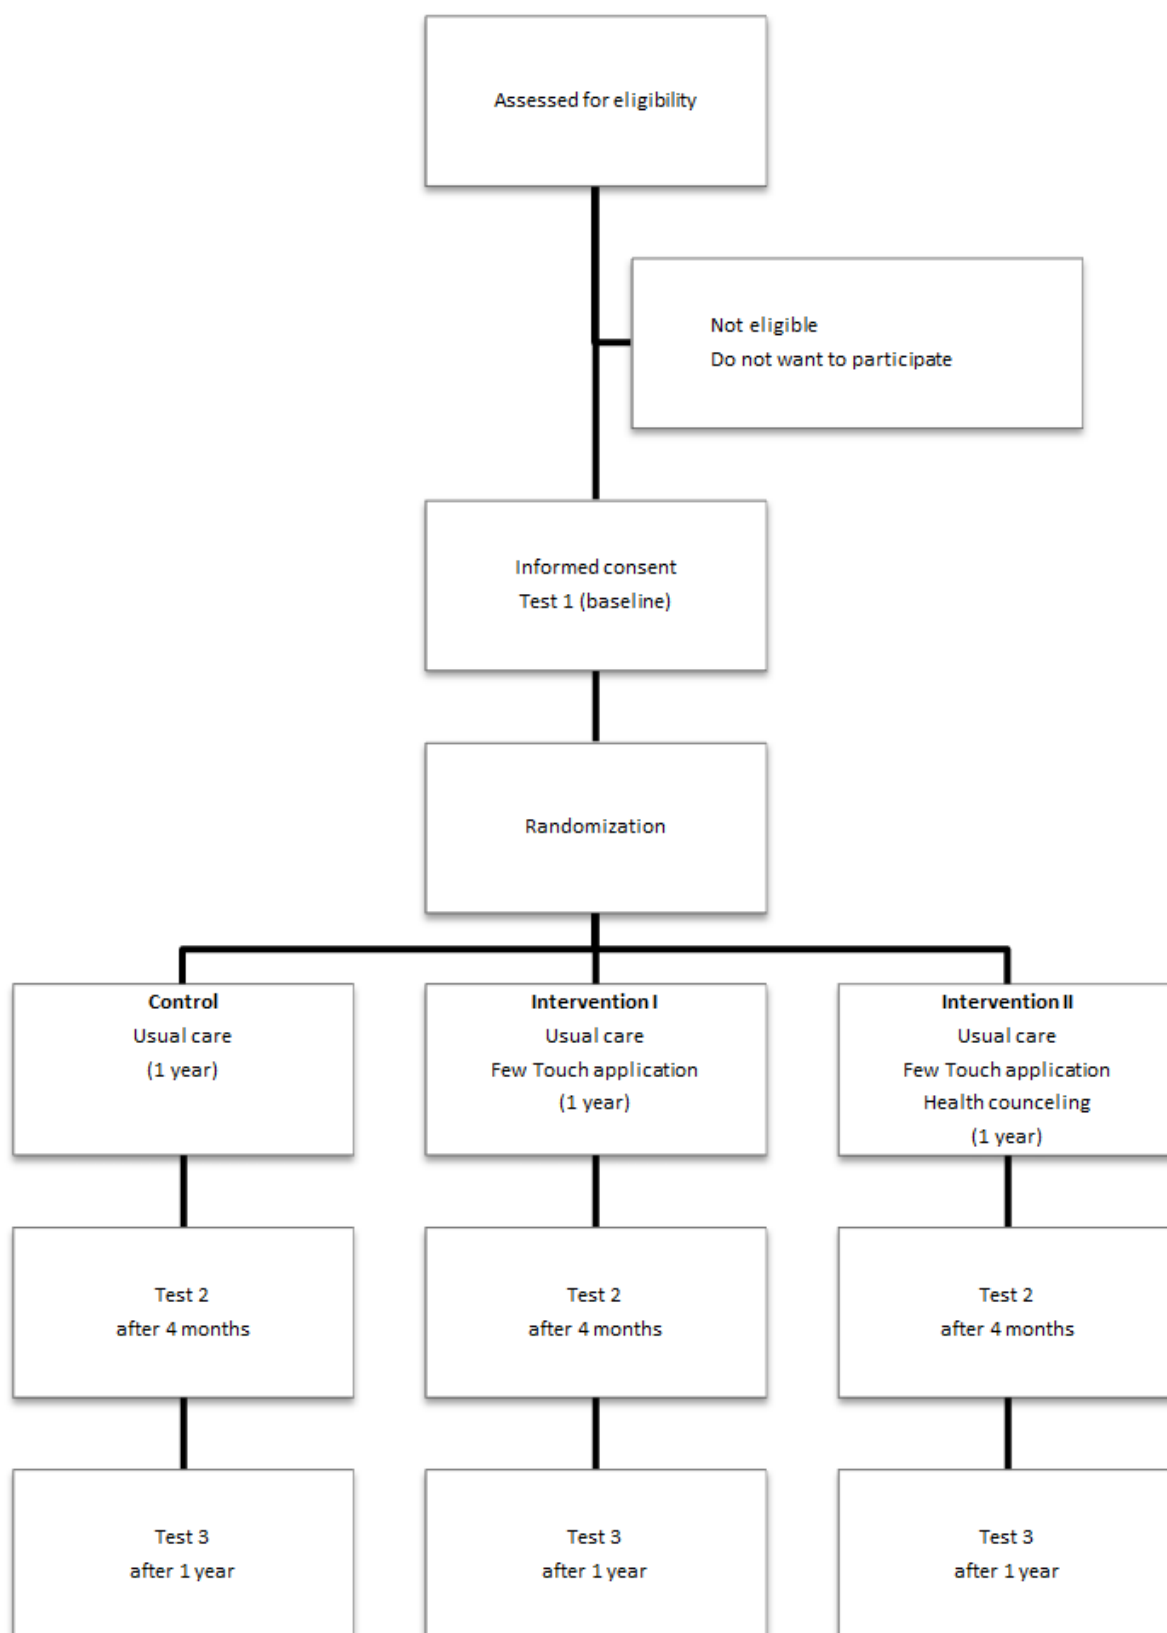 Assessed for eligibility
Not eligible
Do not want to participate
Informed consent
Test 1 (baseline)
Randomization
Control
Usual care
(1 year)
Intervention I
Usual care
Few Touch application
(1 year)
Intervention II
Usual care
Few Touch application
Health counceling
(1 year)
Test 2
after 4 months
Test 2
after 4 months
Test 2
after 4 months
Test 3
after 1 year
Test 3
after 1 year
Test 3
after 1 year